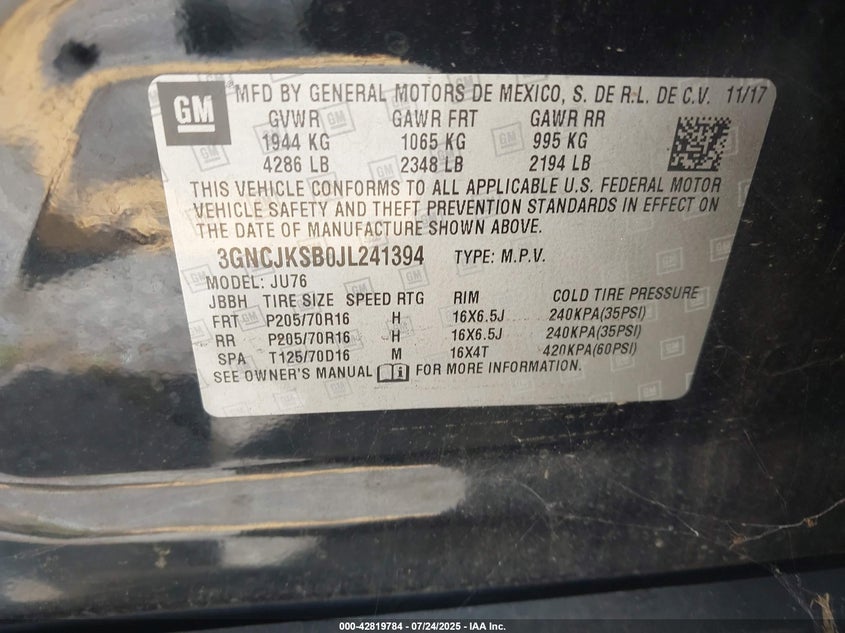 GM MFD BY GENERAL MOTORS DE MEXICO, S. DE R.L. DE C.V. 11/17
GVWR GAWR FRT GAWR RR
1944 KG 1065 KG 995 KG
4286 LB 2348 LB 2194 LB
THIS VEHICLE CONFORMS TO ALL APPLICABLE U.S. FEDERAL MOTOR
VEHICLE SAFETY AND THEFT PREVENTION STANDARDS IN EFFECT ON
THE DATE OF MANUFACTURE SHOWN ABOVE.
3GNCJKSB0JL241394 TYPE: M.P.V.
MODEL: JU76
JBBH TIRE SIZE SPEED RTG RIM COLD TIRE PRESSURE
FRT P205/70R16 H 16X6.5J 240KPA(35PSI)
RR P205/70R16 H 16X6.5J 240KPA(35PSI)
SPA T125/70D16 M 16X4T 420KPA(60PSI)
SEE OWNER'S MANUAL FOR MORE INFORMATION.
000-42819784 / 07/24/2025 - IAA Inc.